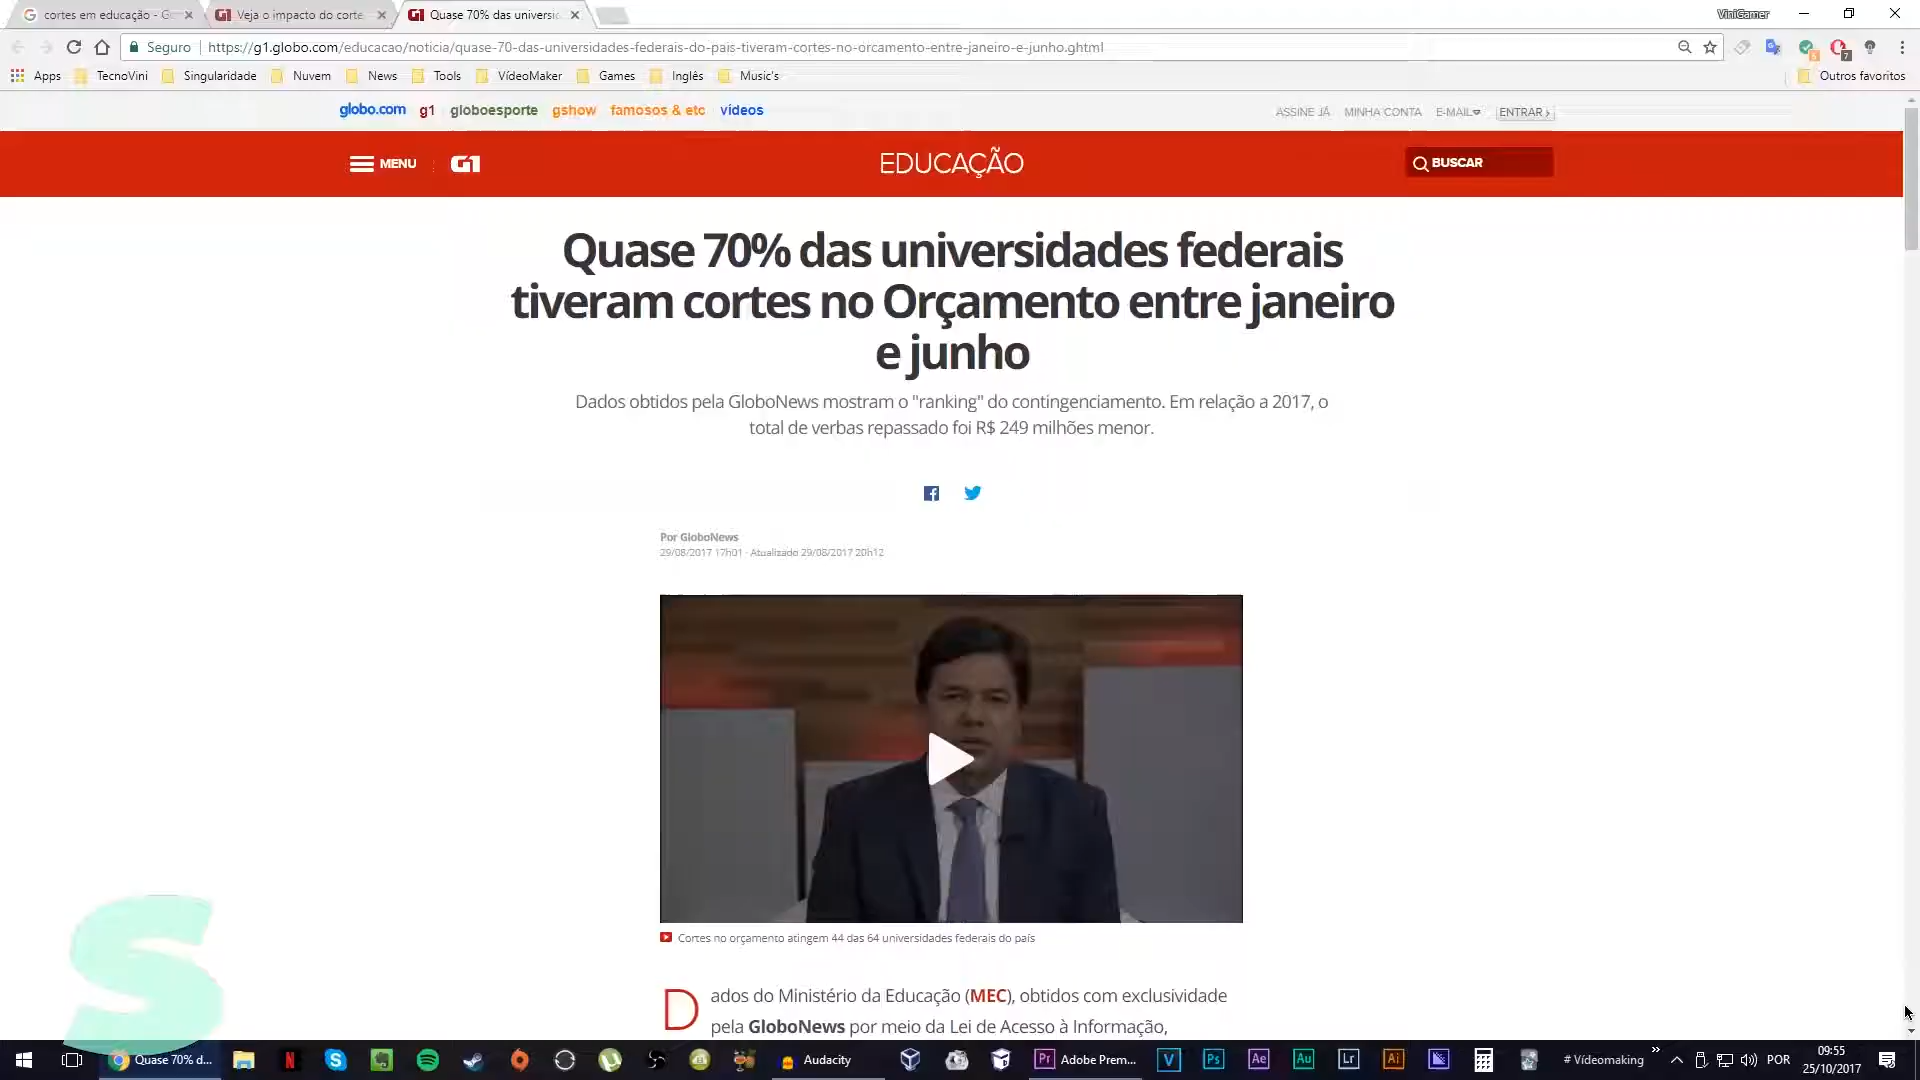 cortes em educação - G
Veja o impacto do corte
Quase 70% das universid
ViniGamer
Seguro
https://g1.globo.com/educacao/noticia/quase-70-das-universidades-federais-do-pais-tiveram-cortes-no-orcamento-entre-janeiro-e-junho.ghtml
Apps
TecnoVini
Singularidade
Nuvem
News
Tools
VídeoMaker
Games
Inglês
Music's
Outros favoritos
globo.com
g1
globoesporte
gshow
famosos & etc
vídeos
ASSINE JÁ
MINHA CONTA
E-MAIL
ENTRAR ›
MENU
G1
EDUCAÇÃO
BUSCAR
Quase 70% das universidades federais
tiveram cortes no Orçamento entre janeiro
e junho
Dados obtidos pela GloboNews mostram o "ranking" do contingenciamento. Em relação a 2017, o
total de verbas repassado foi R$ 249 milhões menor.
Por GloboNews
29/08/2017 17h01 · Atualizado 29/08/2017 20h12
Cortes no orçamento atingem 44 das 64 universidades federais do país
Dados do Ministério da Educação (MEC), obtidos com exclusividade
pela GloboNews por meio da Lei de Acesso à Informação,
S
Quase 70% d...
Audacity
Adobe Prem...
# Vídeomaking
POR
09:55
25/10/2017